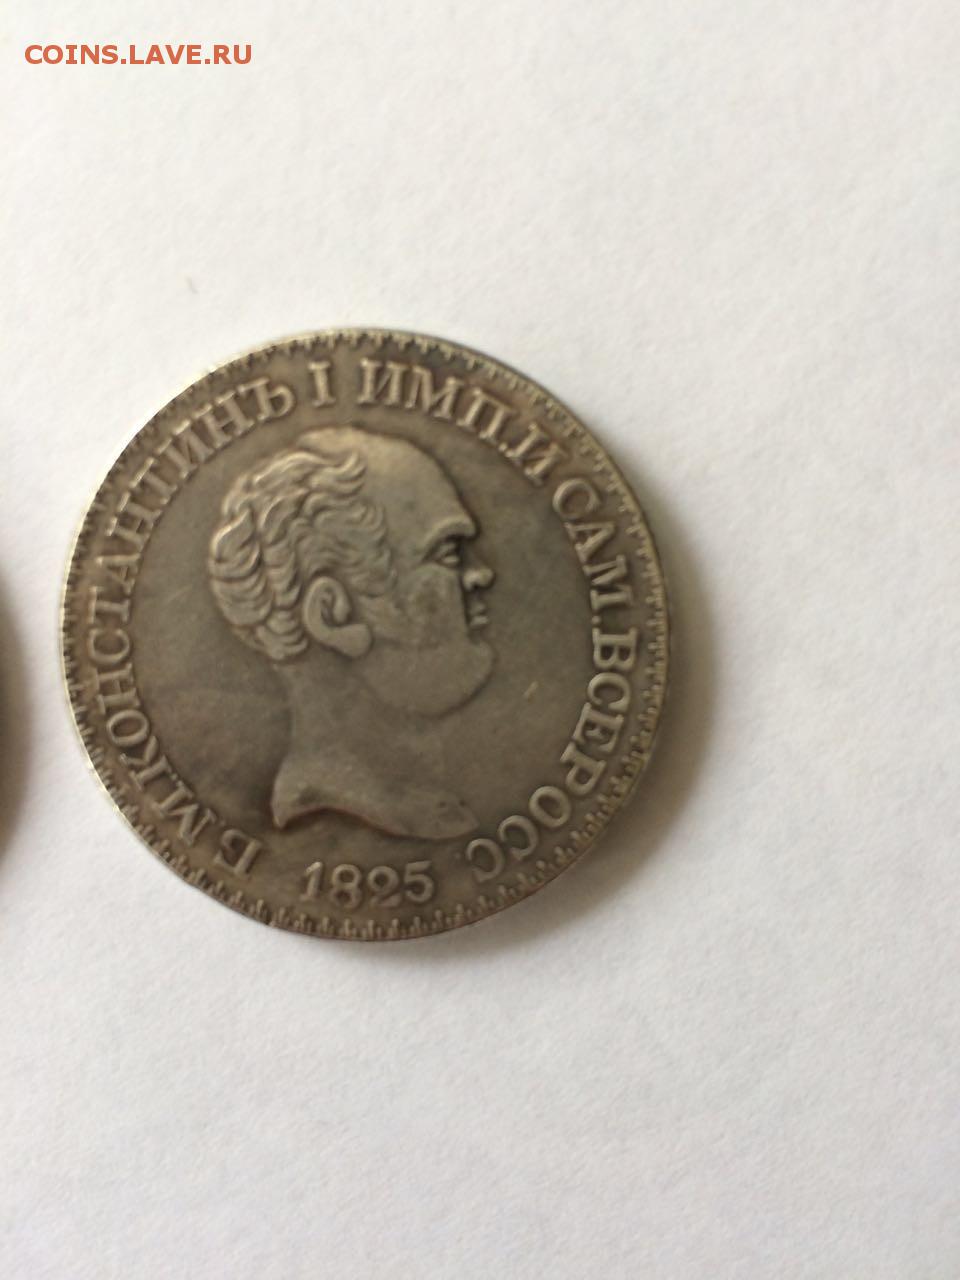 COINS.LAVE.RU
Б.М.КОНСТАНТИНЪ I ИМП.И САМ.ВСЕРОСС.
1825